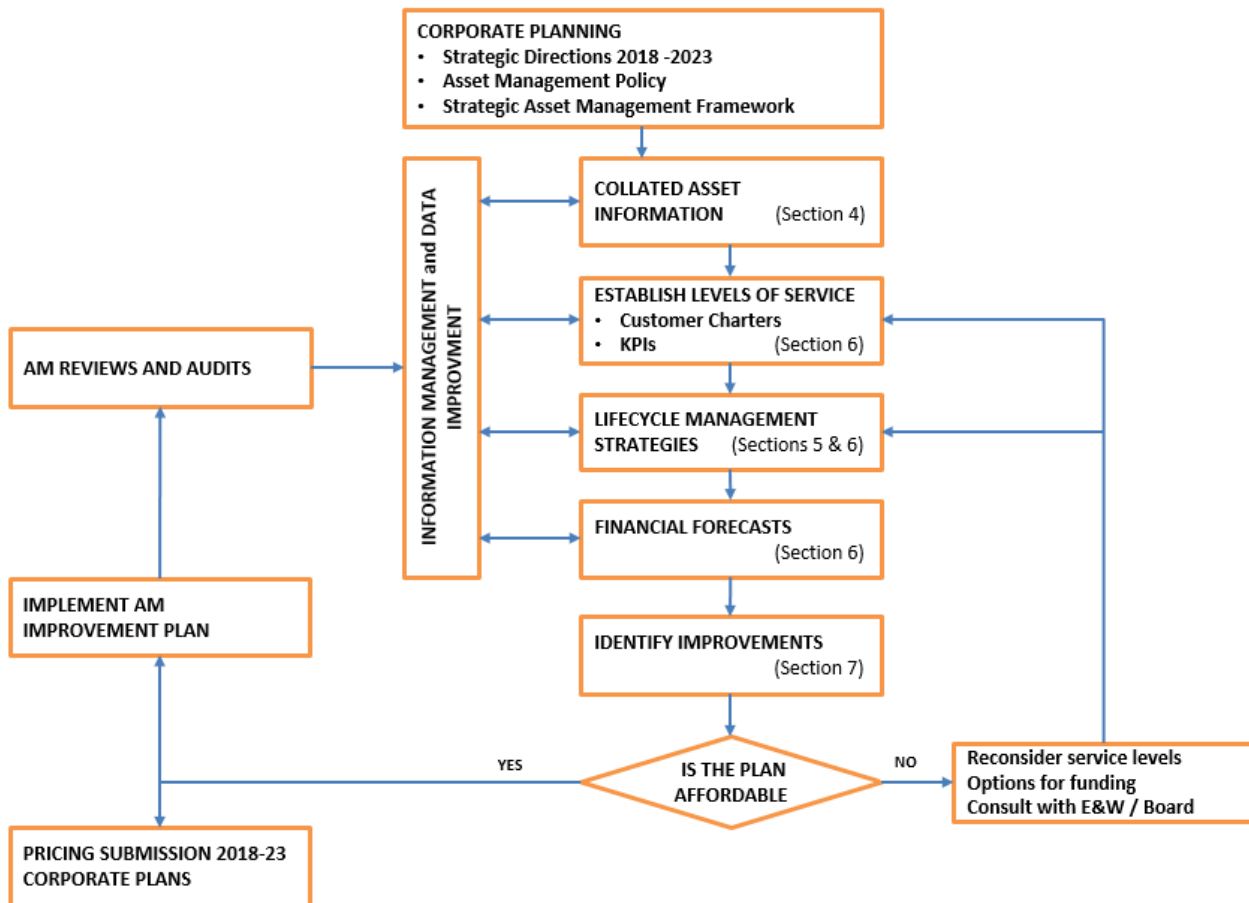 CORPORATE PLANNING
• Strategic Directions 2018 -2023
• Asset Management Policy
• Strategic Asset Management Framework
INFORMATION MANAGEMENT and DATA
IMPROVMENT
COLLATED ASSET
INFORMATION (Section 4)
ESTABLISH LEVELS OF SERVICE
• Customer Charters
• KPIs (Section 6)
AM REVIEWS AND AUDITS
LIFECYCLE MANAGEMENT
STRATEGIES (Sections 5 & 6)
FINANCIAL FORECASTS
(Section 6)
IMPLEMENT AM
IMPROVEMENT PLAN
IDENTIFY IMPROVEMENTS
(Section 7)
YES
IS THE PLAN
AFFORDABLE
NO
Reconsider service levels
Options for funding
Consult with E&W / Board
PRICING SUBMISSION 2018-23
CORPORATE PLANS